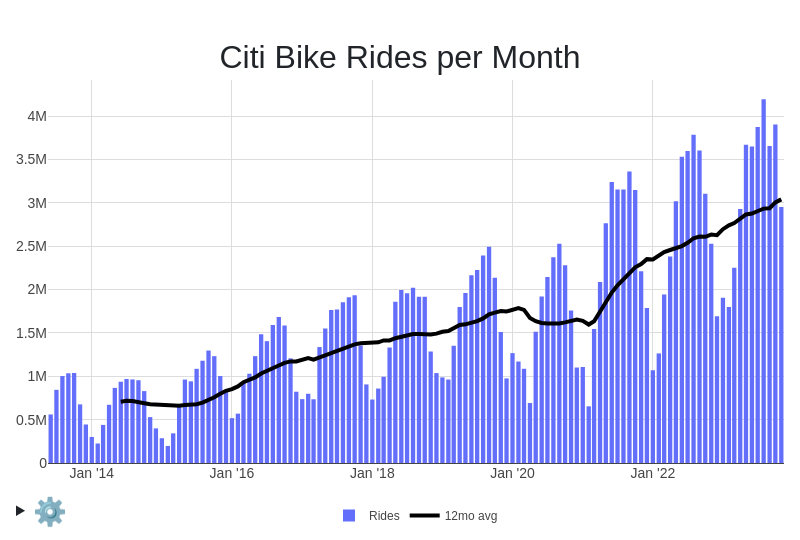 Citi Bike Rides per Month
4M
3.5M
3M
2.5M
2M
1.5M
1M
0.5M
0
Jan '14
Jan '16
Jan '18
Jan '20
Jan '22
Rides
12mo avg